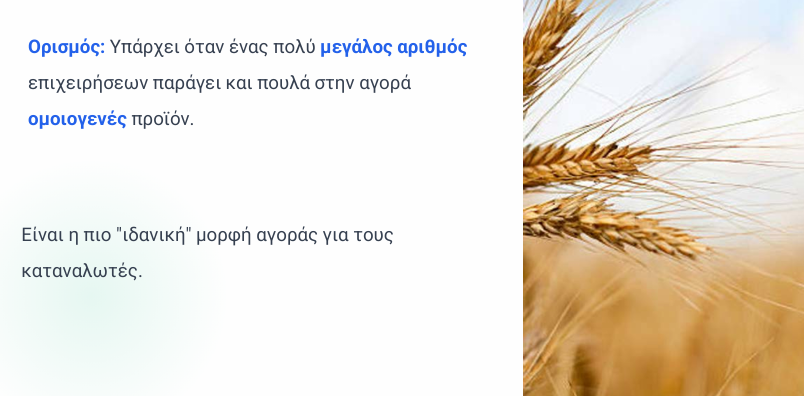 Ορισμός: Υπάρχει όταν ένας πολύ μεγάλος αριθμός
επιχειρήσεων παράγει και πουλά στην αγορά
ομοιογενές προϊόν.
Είναι η πιο "ιδανική" μορφή αγοράς για τους
καταναλωτές.